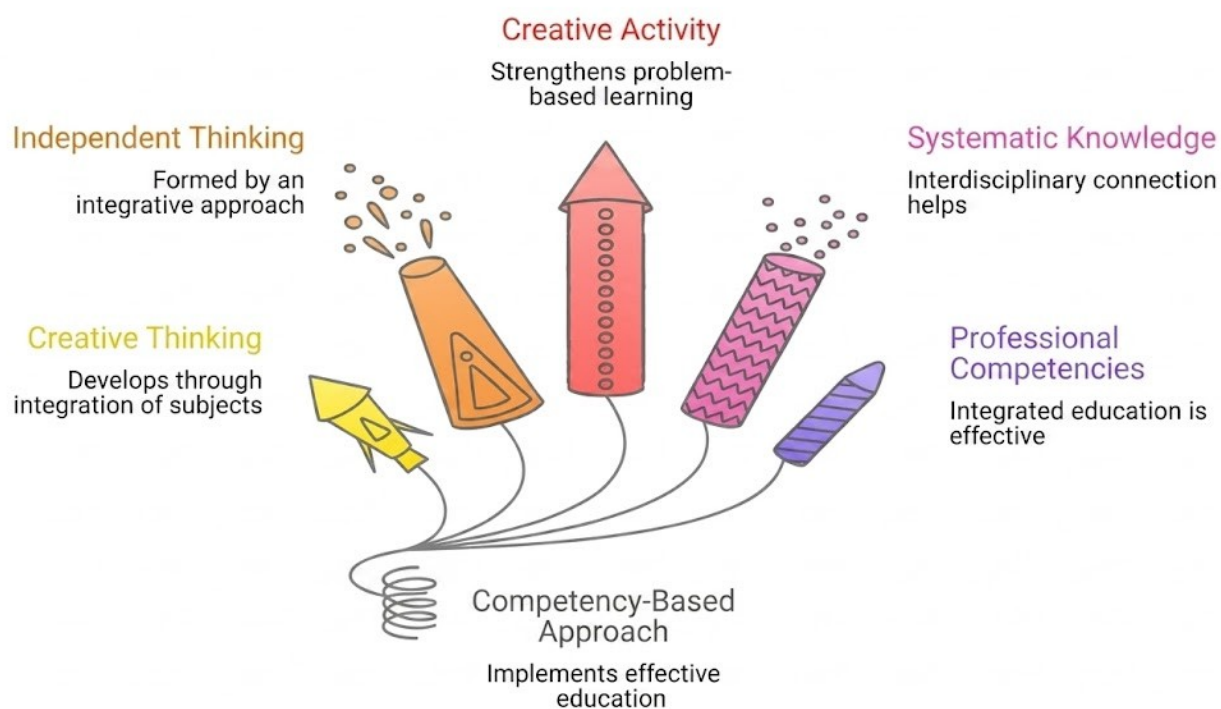 Creative Activity
Strengthens problem-
based learning
Independent Thinking
Formed by an
integrative approach
Systematic Knowledge
Interdisciplinary connection
helps
Creative Thinking
Develops through
integration of subjects
Professional
Competencies
Integrated education is
effective
Competency-Based
Approach
Implements effective
education